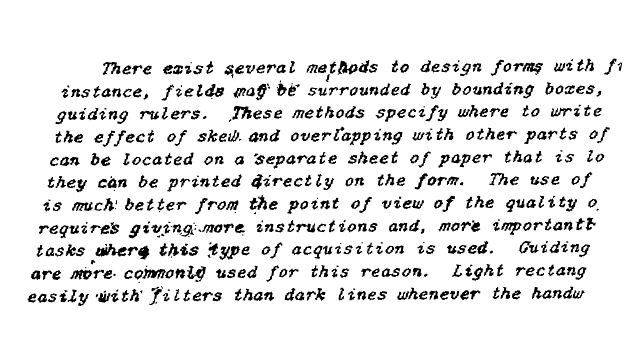 There exist several methods to design forms with fi
instance, fields may be surrounded by bounding boxes,
guiding rulers. These methods specify where to write
the effect of skew and overlapping with other parts of
can be located on a separate sheet of paper that is lo
they can be printed directly on the form. The use of
is much better from the point of view of the quality o
requires giving more instructions and, more importantl
tasks where this type of acquisition is used. Guiding
are more commonly used for this reason. Light rectang
easily with filters than dark lines whenever the handw